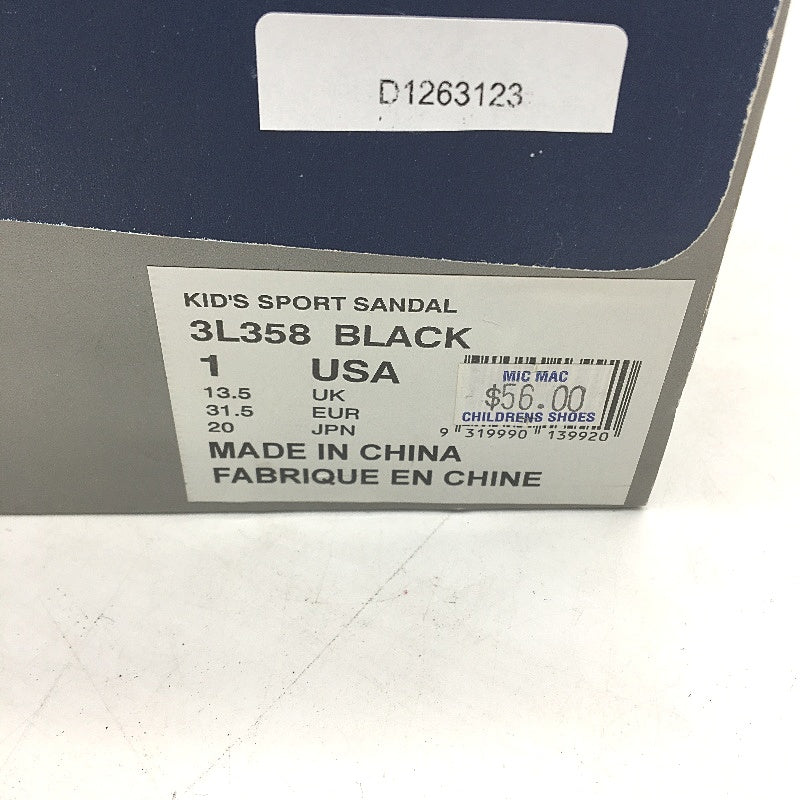 D1263123
KID'S SPORT SANDAL
3L358 BLACK
1 USA
13.5 UK
31.5 EUR
20 JPN
MIC MAC
$56.00
CHILDRENS SHOES
9 319990 139920
MADE IN CHINA
FABRIQUE EN CHINE